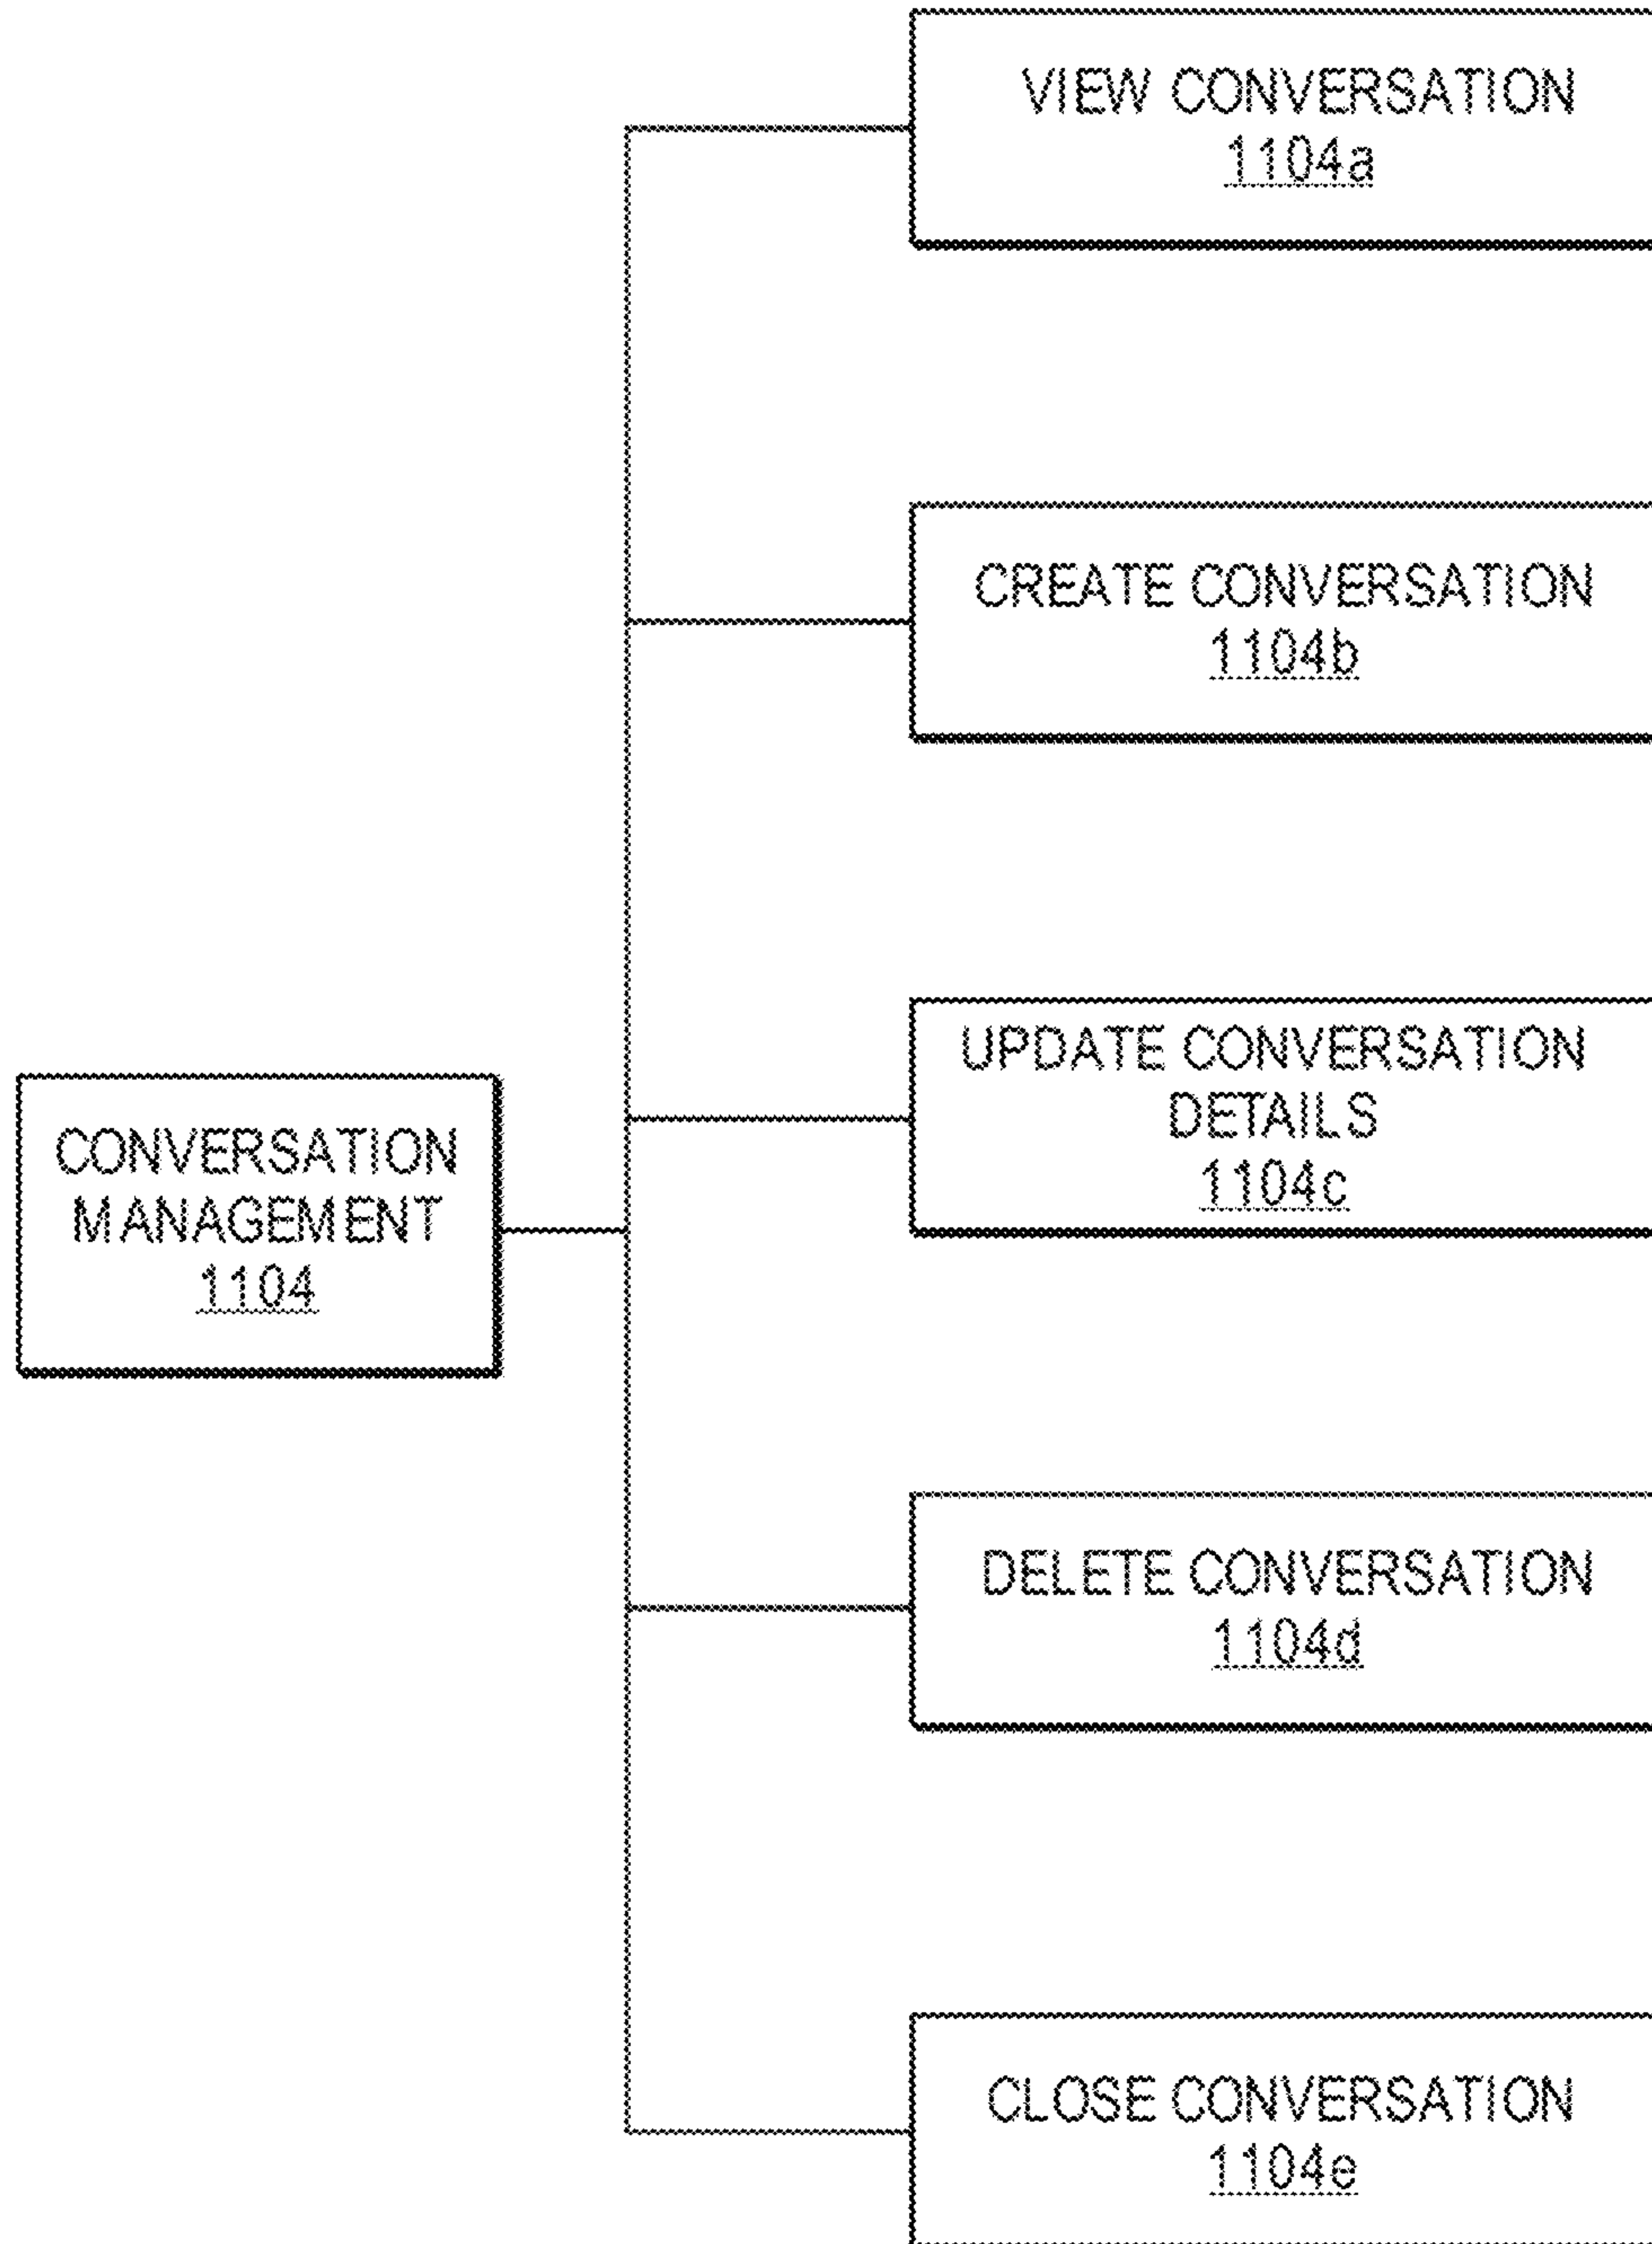 VIEW CONVERSATION
1104a
CREATE CONVERSATION
1104b
UPDATE CONVERSATION
DETAILS
1104c
CONVERSATION
MANAGEMENT
1104
DELETE CONVERSATION
1104d
CLOSE CONVERSATION
1104e